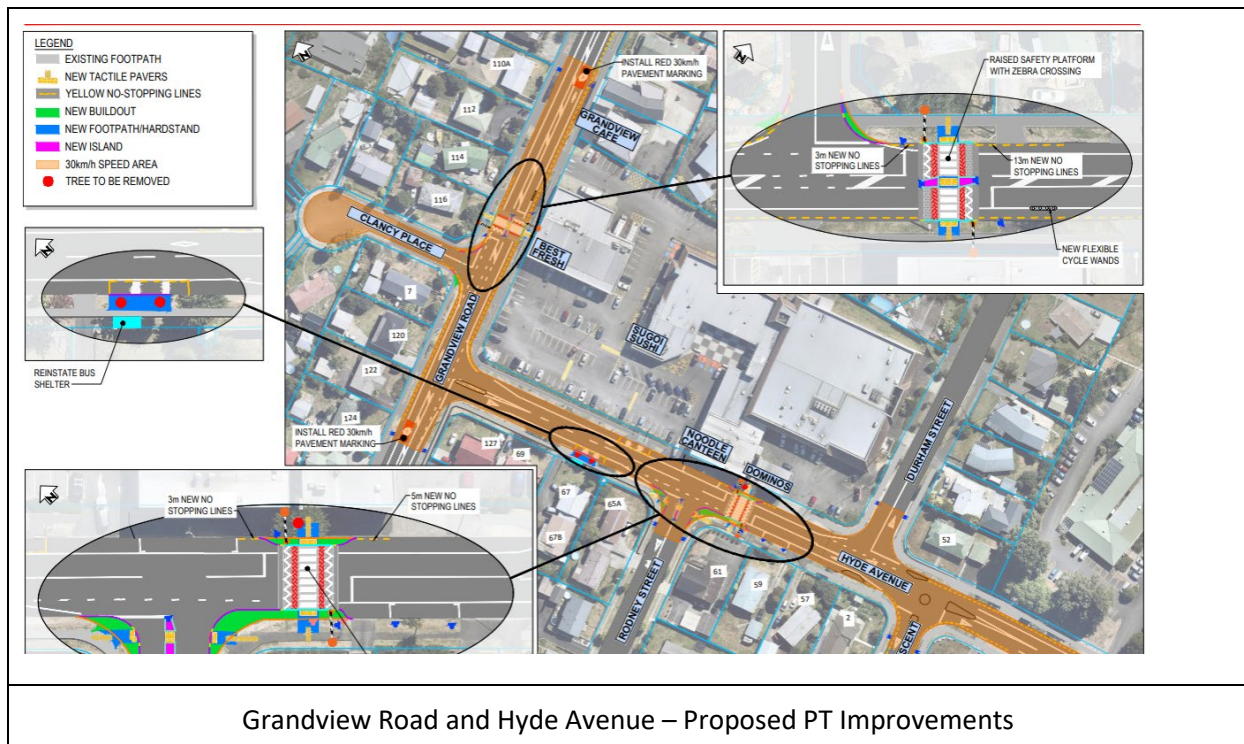 LEGEND
EXISTING FOOTPATH
NEW TACTILE PAVERS
YELLOW NO-STOPPING LINES
NEW BUILDOUT
NEW FOOTPATH/HARDSTAND
NEW ISLAND
30km/h SPEED AREA
TREE TO BE REMOVED
N
REINSTATE BUS
SHELTER
N
110A
INSTALL RED 30km/h
PAVEMENT MARKING
112
GRANDVIEW
CAFE
114
116
CLANCY PLACE
BEST
FRESH
7
120
GRANDVIEW ROAD
SUGOI
SUSHI
122
124
INSTALL RED 30km/h
PAVEMENT MARKING
127
69
NOODLE
CANTEEN
DOMINOS
DURHAM STREET
67
65A
67B
52
HYDE AVENUE
61
59
57
2
RODNEY STREET
SCENT
N
RAISED SAFETY PLATFORM
WITH ZEBRA CROSSING
3m NEW NO
STOPPING LINES
13m NEW NO
STOPPING LINES
NEW FLEXIBLE
CYCLE WANDS
N
3m NEW NO
STOPPING LINES
5m NEW NO
STOPPING LINES
Grandview Road and Hyde Avenue – Proposed PT Improvements